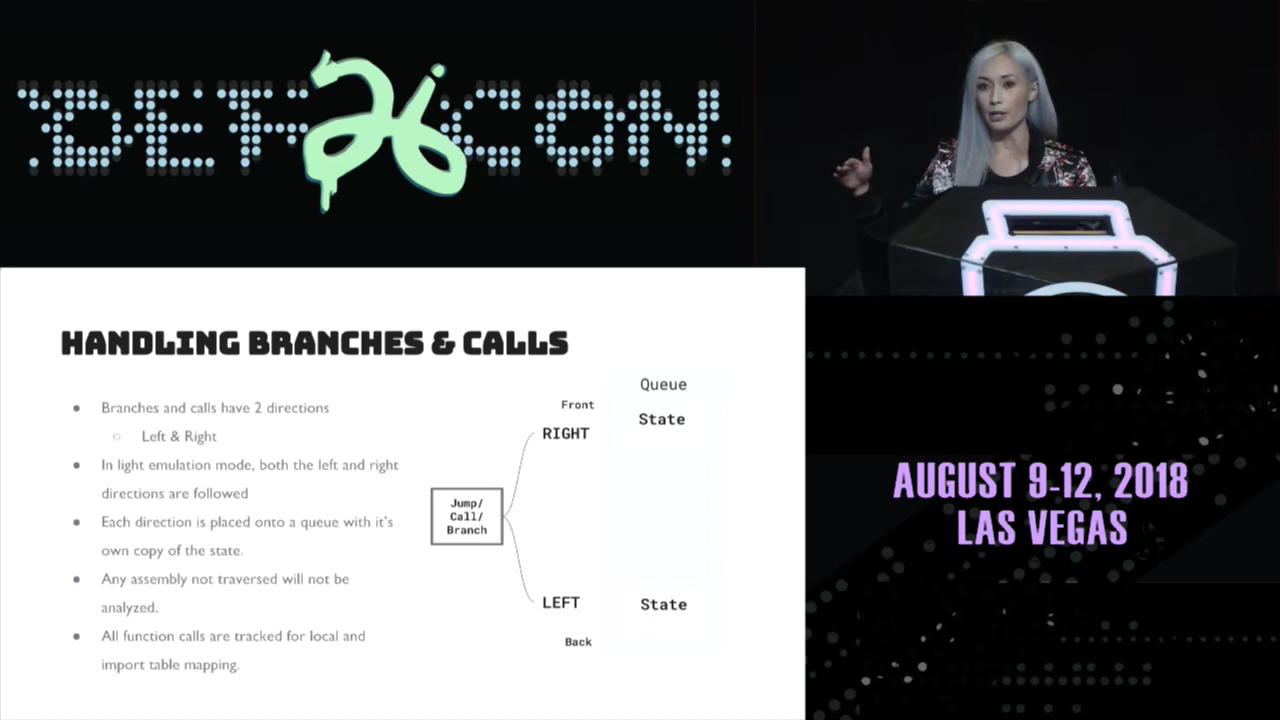 DEF 26 CON
HANDLING BRANCHES & CALLS
Branches and calls have 2 directions
Left & Right
In light emulation mode, both the left and right
directions are followed
Each direction is placed onto a queue with it's
own copy of the state.
Any assembly not traversed will not be
analyzed.
All function calls are tracked for local and
import table mapping.
Queue
Front
State
RIGHT
Jump/
Call/
Branch
LEFT
State
Back
AUGUST 9-12, 2018
LAS VEGAS